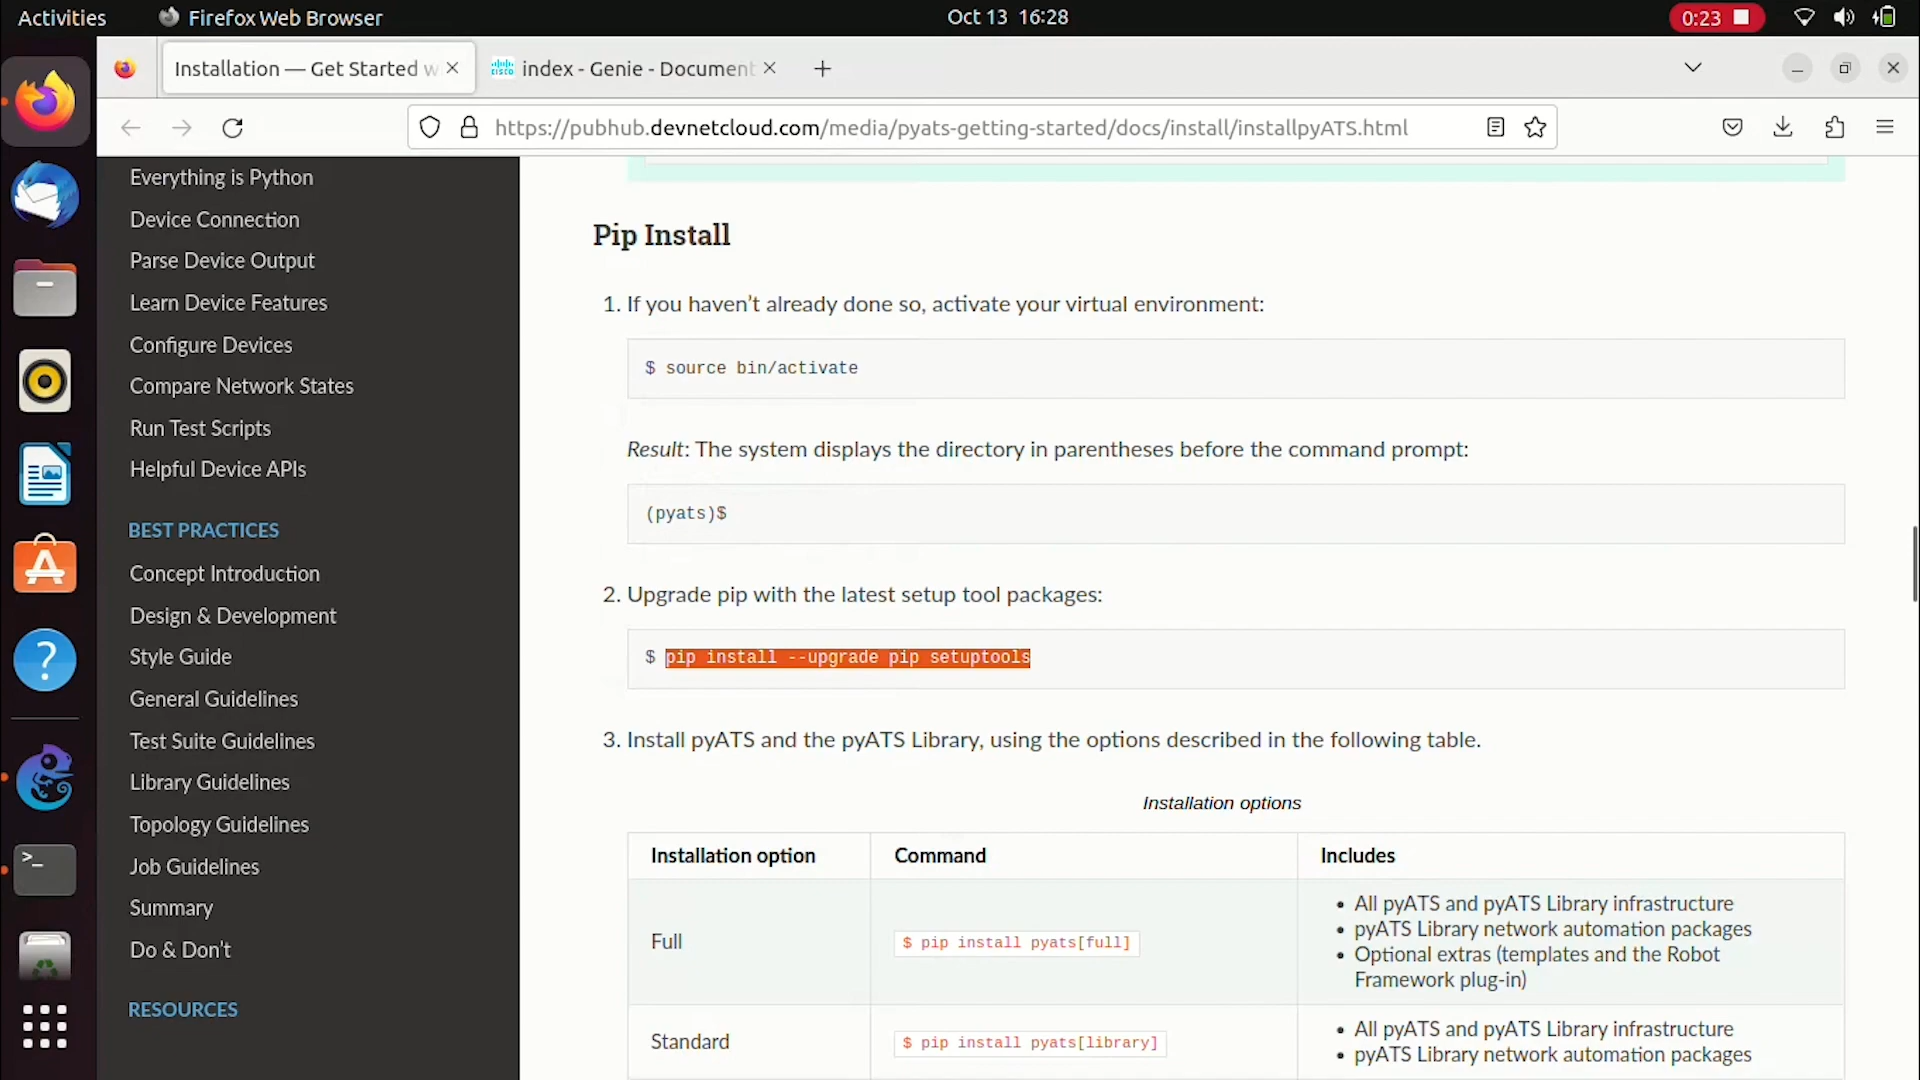 Activities
Firefox Web Browser
Oct 13 16:28
0:23
Installation — Get Started w
index - Genie - Document
https://pubhub.devnetcloud.com/media/pyats-getting-started/docs/install/installpyATS.html
Everything is Python
Device Connection
Parse Device Output
Learn Device Features
Configure Devices
Compare Network States
Run Test Scripts
Helpful Device APIs
BEST PRACTICES
Concept Introduction
Design & Development
Style Guide
General Guidelines
Test Suite Guidelines
Library Guidelines
Topology Guidelines
Job Guidelines
Summary
Do & Don't
RESOURCES
Pip Install
1. If you haven't already done so, activate your virtual environment:
$ source bin/activate
Result: The system displays the directory in parentheses before the command prompt:
(pyats)$
2. Upgrade pip with the latest setup tool packages:
$ pip install --upgrade pip setuptools
3. Install pyATS and the pyATS Library, using the options described in the following table.
Installation options
Installation option Command Includes
Full
$ pip install pyats[full]
• All pyATS and pyATS Library infrastructure
• pyATS Library network automation packages
• Optional extras (templates and the Robot
Framework plug-in)
Standard
$ pip install pyats[library]
• All pyATS and pyATS Library infrastructure
• pyATS Library network automation packages